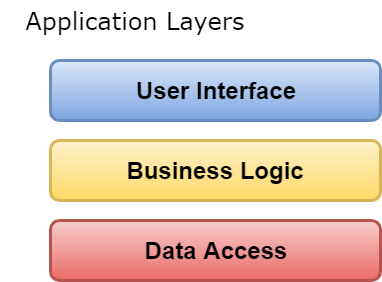 Application Layers
User Interface
Business Logic
Data Access